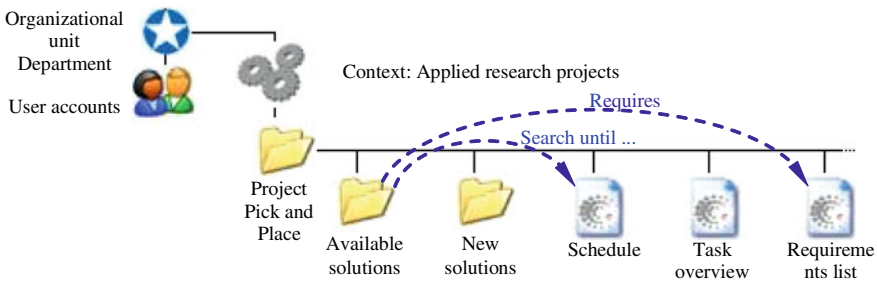 Organizational
unit
Department
User accounts
Context: Applied research projects
Requires
Search until ...
Project
Pick and
Place
Available
solutions
New
solutions
Schedule
Task
overview
Requireme
nts list